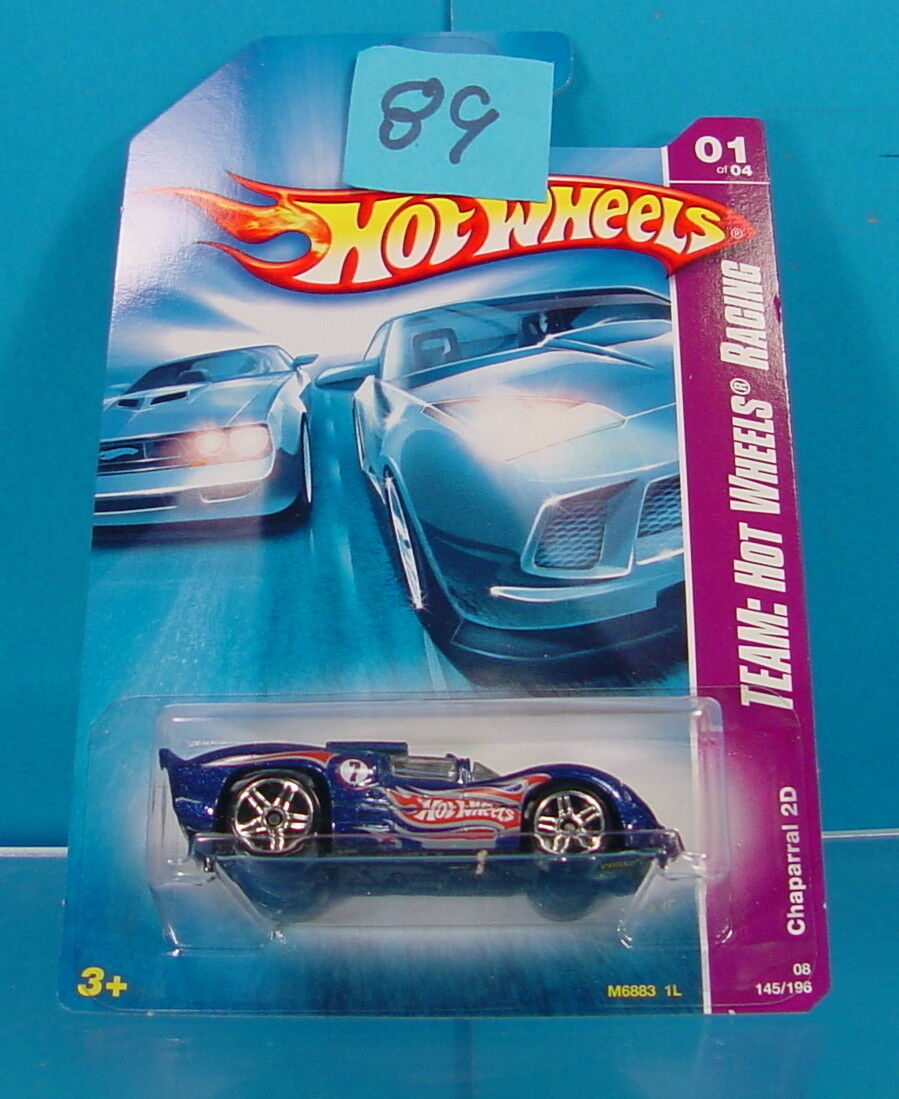 89
01
of 04
HOT WHEELS®
TEAM: HOT WHEELS® RACING
7
HOT WHEELS
Chaparral 2D
3+
M6883 1L
08
145/196